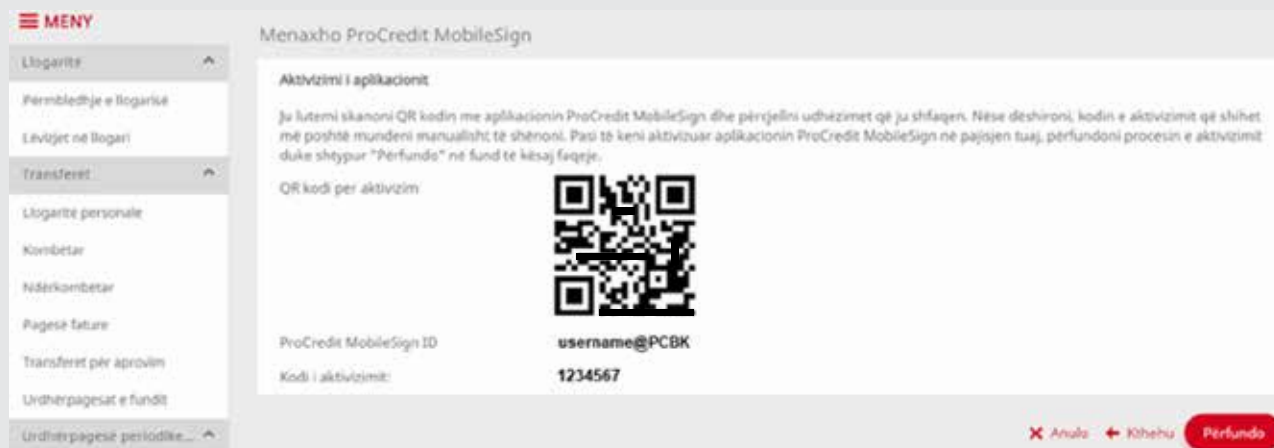 MENY
Menaxho ProCredit MobileSign
Llogaritë
Përmbledhje e llogarisë
Lëvizjet në llogari
Transferet
Llogaritë personale
Kombëtar
Ndërkombëtar
Pagesë fature
Transferet për aprovim
Urdhërpagesat e fundit
Urdhërpagesë periodike...
Aktivizimi i aplikacionit
Ju lutemi skanoni QR kodin me aplikacionin ProCredit MobileSign dhe përcjellni udhëzimet që ju shfaqen. Nëse dëshironi, kodin e aktivizimit që shihet
më poshtë mundeni manualisht të shënoni. Pasi të keni aktivizuar aplikacionin ProCredit MobileSign në pajisjen tuaj, përfundoni procesin e aktivizimit
duke shtypur "Përfundo" në fund të kësaj faqeje.
QR kodi për aktivizim
ProCredit MobileSign ID username@PCBK
Kodi i aktivizimit: 1234567
Anulo Kthehu Përfundo